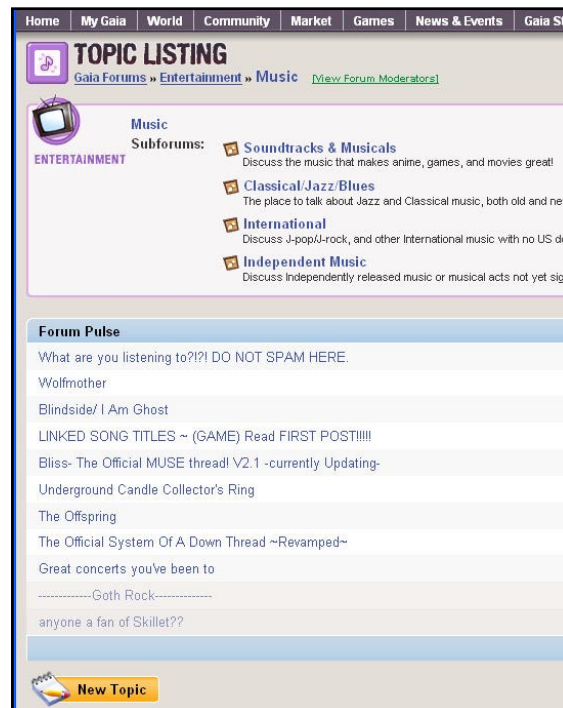 Home My Gaia World Community Market Games News & Events Gaia St
TOPIC LISTING
Gaia Forums » Entertainment » Music [View Forum Moderators]
ENTERTAINMENT
Music
Subforums:
Soundtracks & Musicals
Discuss the music that makes anime, games, and movies great!
Classical/Jazz/Blues
The place to talk about Jazz and Classical music, both old and ne
International
Discuss J-pop/J-rock, and other International music with no US d
Independent Music
Discuss Independently released music or musical acts not yet sig
Forum Pulse
What are you listening to?!?! DO NOT SPAM HERE.
Wolfmother
Blindside/ I Am Ghost
LINKED SONG TITLES ~ (GAME) Read FIRST POST!!!!!
Bliss- The Official MUSE thread! V2.1 -currently Updating-
Underground Candle Collector's Ring
The Offspring
The Official System Of A Down Thread ~Revamped~
Great concerts you've been to
-------------Goth Rock--------------
anyone a fan of Skillet??
New Topic